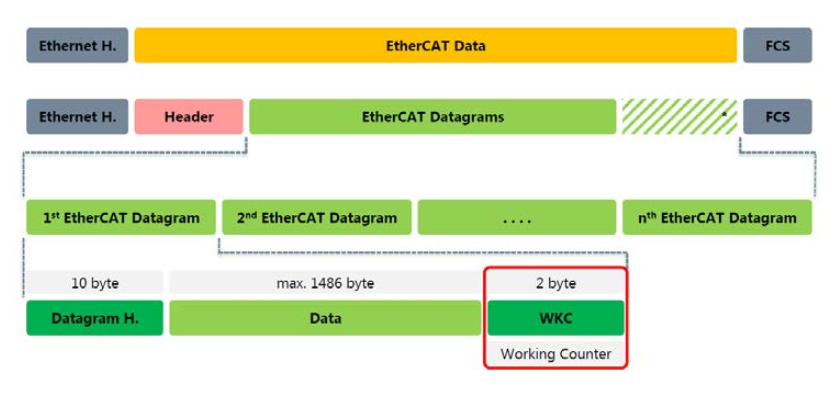 Ethernet H. EtherCAT Data FCS
Ethernet H. Header EtherCAT Datagrams * FCS
1st EtherCAT Datagram 2nd EtherCAT Datagram . . . . nth EtherCAT Datagram
10 byte max. 1486 byte 2 byte
Datagram H. Data WKC
Working Counter